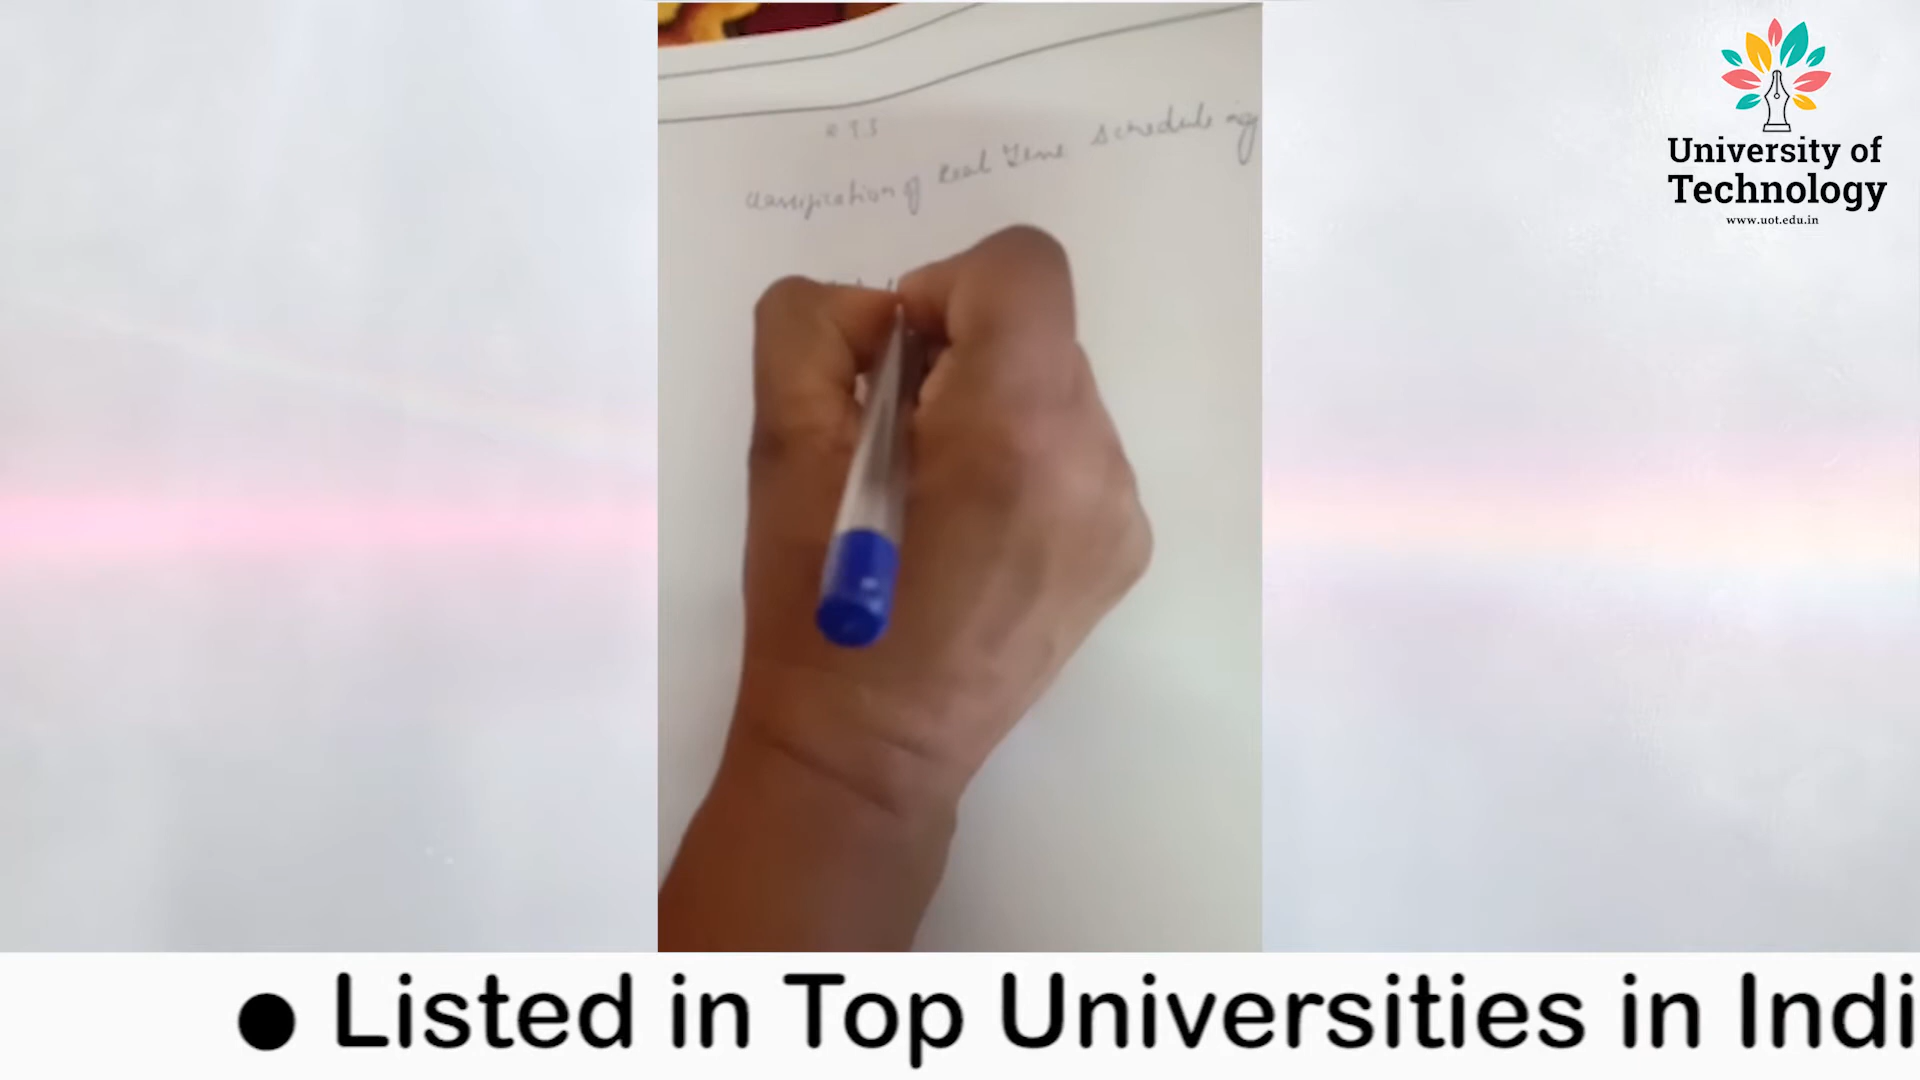 University of
Technology
www.uot.edu.in
classification of Real Time scheduling
● Listed in Top Universities in Indi